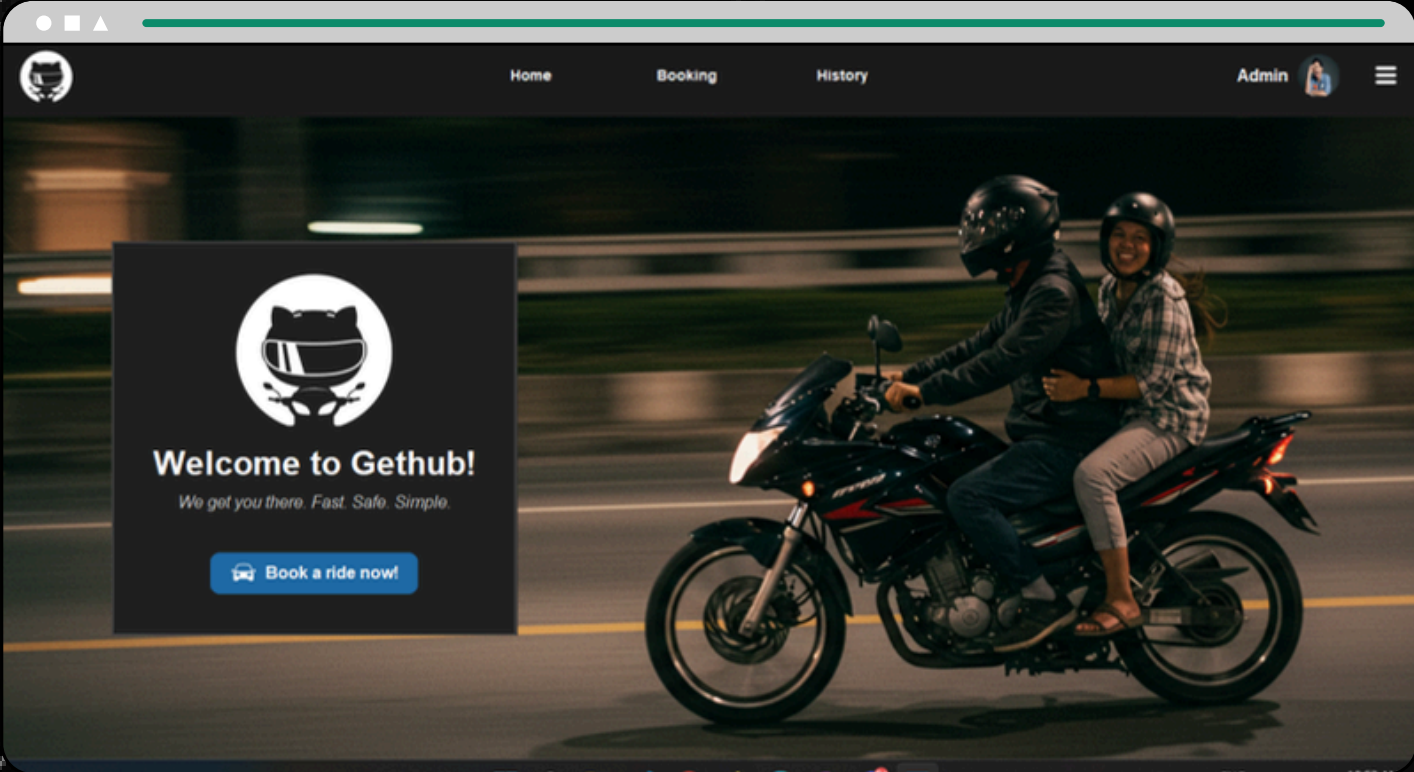 Home Booking History Admin
Welcome to Gethub!
We get you there. Fast. Safe. Simple.
Book a ride now!